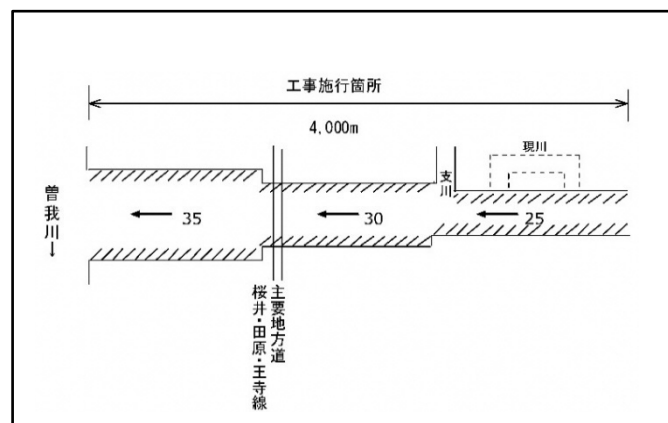 工事施行箇所
4,000m
現川
支川
曽我川↓
← 35
← 30
← 25
主要地方道
桜井・田原・王寺線